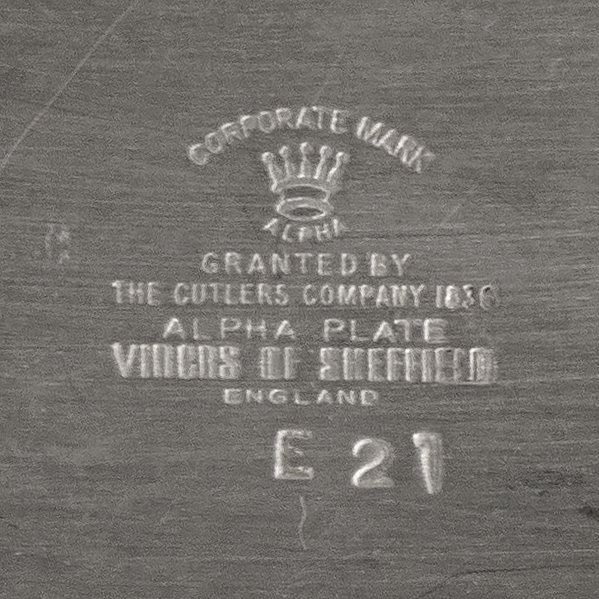 CORPORATE MARK
ALPHA
GRANTED BY
THE CUTLERS COMPANY 1836
ALPHA PLATE
VINERS OF SHEFFIELD
ENGLAND
E 21